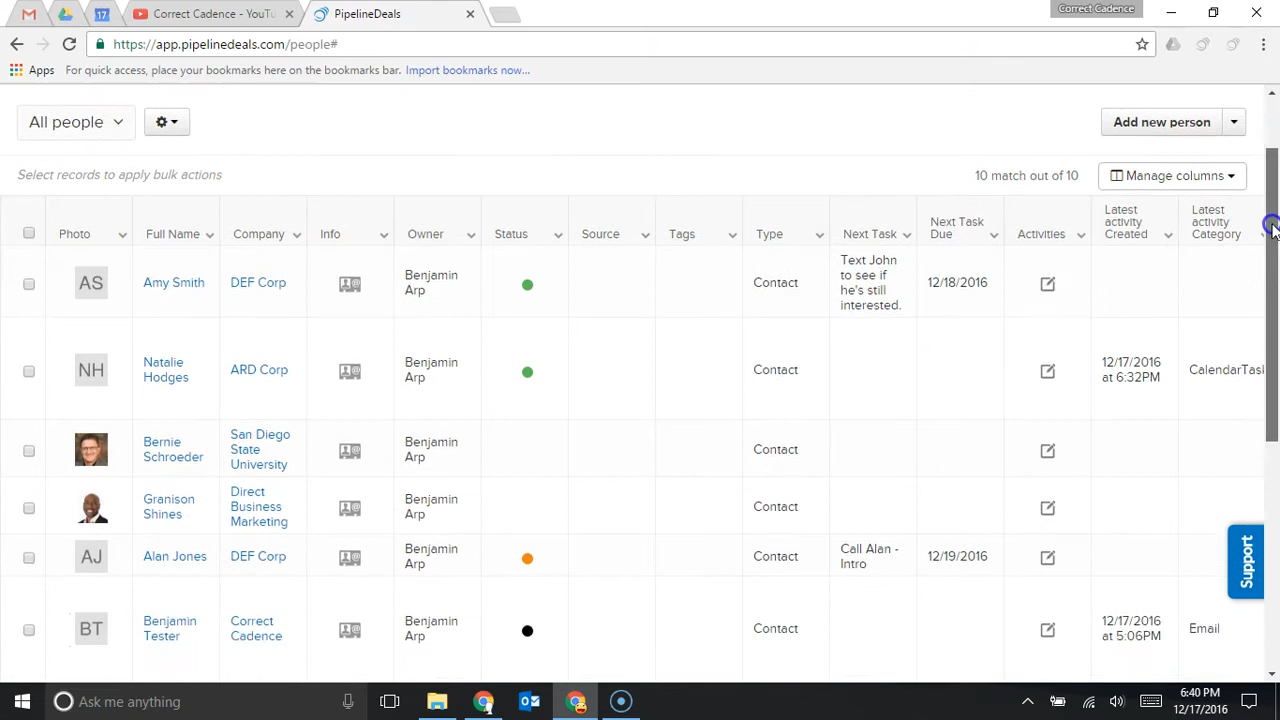 Correct Cadence - YouTu
PipelineDeals
Correct Cadence
17
https://app.pipelinedeals.com/people#
Apps
For quick access, place your bookmarks here on the bookmarks bar. Import bookmarks now...
All people
Add new person
Select records to apply bulk actions
10 match out of 10
Manage columns
Photo
Full Name
Company
Info
Owner
Status
Source
Tags
Type
Next Task
Next Task
Due
Activities
Latest
activity
Created
Latest
activity
Category
AS
Amy Smith
DEF Corp
Benjamin
Arp
Contact
Text John
to see if
he's still
interested.
12/18/2016
NH
Natalie
Hodges
ARD Corp
Benjamin
Arp
Contact
12/17/2016
at 6:32PM
CalendarTask
Bernie
Schroeder
San Diego
State
University
Benjamin
Arp
Contact
Granison
Shines
Direct
Business
Marketing
Benjamin
Arp
Contact
AJ
Alan Jones
DEF Corp
Benjamin
Arp
Contact
Call Alan -
Intro
12/19/2016
BT
Benjamin
Tester
Correct
Cadence
Benjamin
Arp
Contact
12/17/2016
at 5:06PM
Email
Support
Ask me anything
6:40 PM
12/17/2016